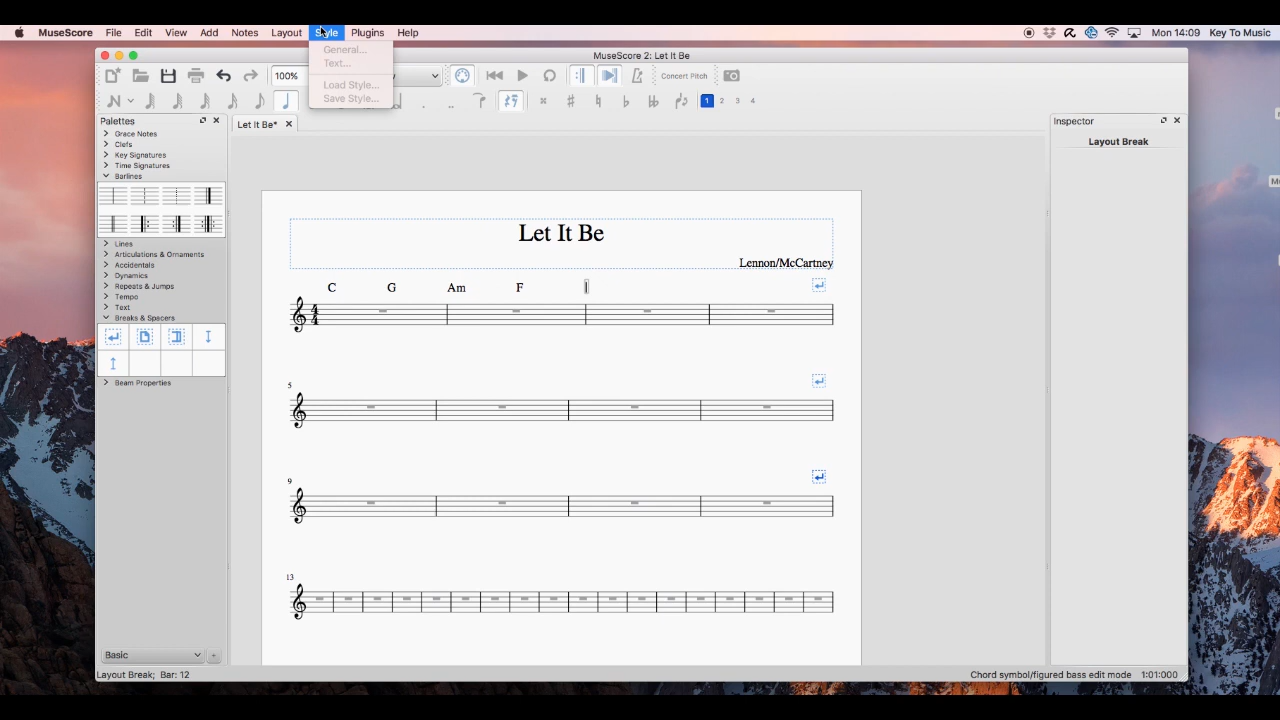 MuseScore File Edit View Add Notes Layout Style Plugins Help Mon 14:09 Key To Music
General...
Text...
Load Style...
Save Style...
MuseScore 2: Let It Be
100% Concert Pitch
1 2 3 4
Palettes
Grace Notes
Clefs
Key Signatures
Time Signatures
Barlines
Lines
Articulations & Ornaments
Accidentals
Dynamics
Repeats & Jumps
Tempo
Text
Breaks & Spacers
Beam Properties
Basic
Let It Be*
Let It Be
Lennon/McCartney
C G Am F
4
4
5
9
13
Inspector
Layout Break
Layout Break; Bar: 12
Chord symbol/figured bass edit mode 1:01:000